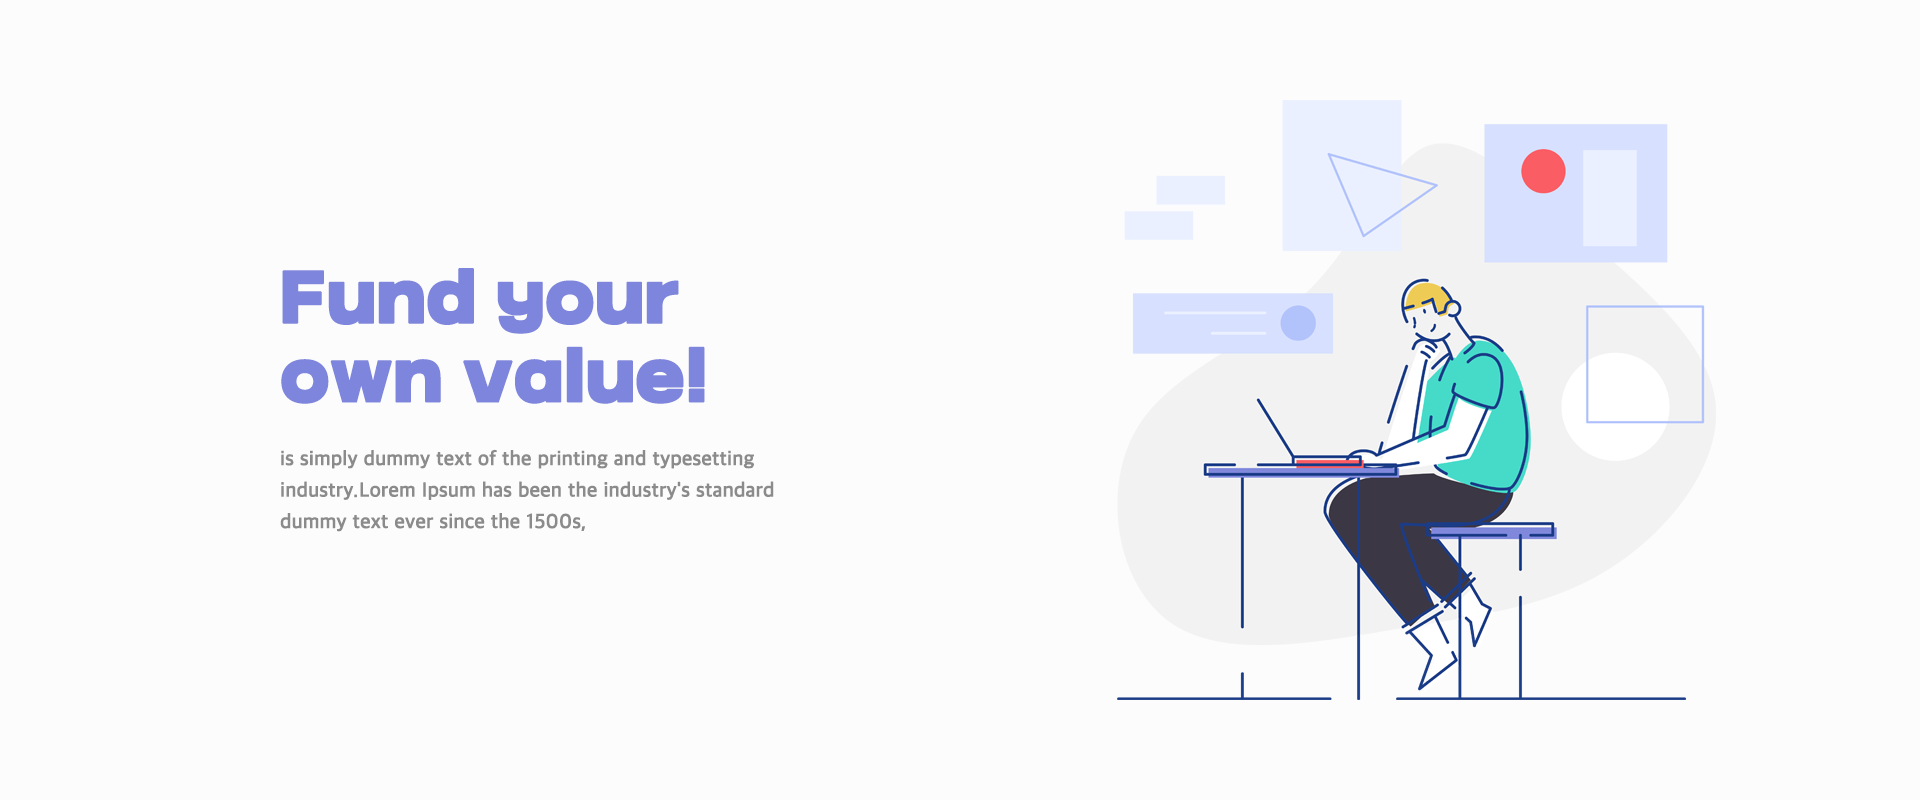 Fund your
own value!
is simply dummy text of the printing and typesetting
industry.Lorem Ipsum has been the industry's standard
dummy text ever since the 1500s,